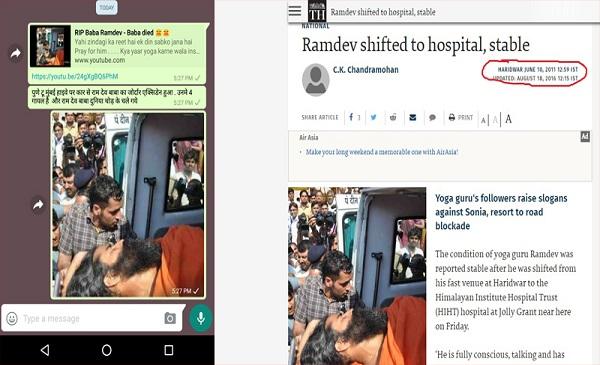 TODAY
RIP Baba Ramdev - Baba died
Yahi zindagi ka reet hai ek din sabko jana hai
Pray for him..... Kya yaar yoga karne wala ins...
www.youtube.com
https://youtu.be/24gXgBQ6PhM
5:27 PM
पुणे टू मुंबई हाइवे पर कार से राम देव बाबा का जोर्दार एक्सिडेन हुआ . उनमे 4
गायल हैं और राम देव बाबा दुनिया छोड़ के चले गये
5:27 PM
पं दीन
5:27 PM
Type a message
Ramdev shifted to hospital, stable
TH
NATIONAL
Ramdev shifted to hospital, stable
C.K. Chandramohan
HARIDWAR JUNE 10, 2011 12:59 IST
UPDATED: AUGUST 18, 2016 12:15 IST
SHARE ARTICLE
PRINT
A A A
Ad
Air Asia
Make your long weekend a memorable one with AirAsia!
पं दीन
Yoga guru's followers raise slogans
against Sonia, resort to road
blockade
The condition of yoga guru Ramdev was
reported stable after he was shifted from
his fast venue at Haridwar to the
Himalayan Institute Hospital Trust
(HIHT) hospital at Jolly Grant near here
on Friday.
'He is fully conscious, talking and has